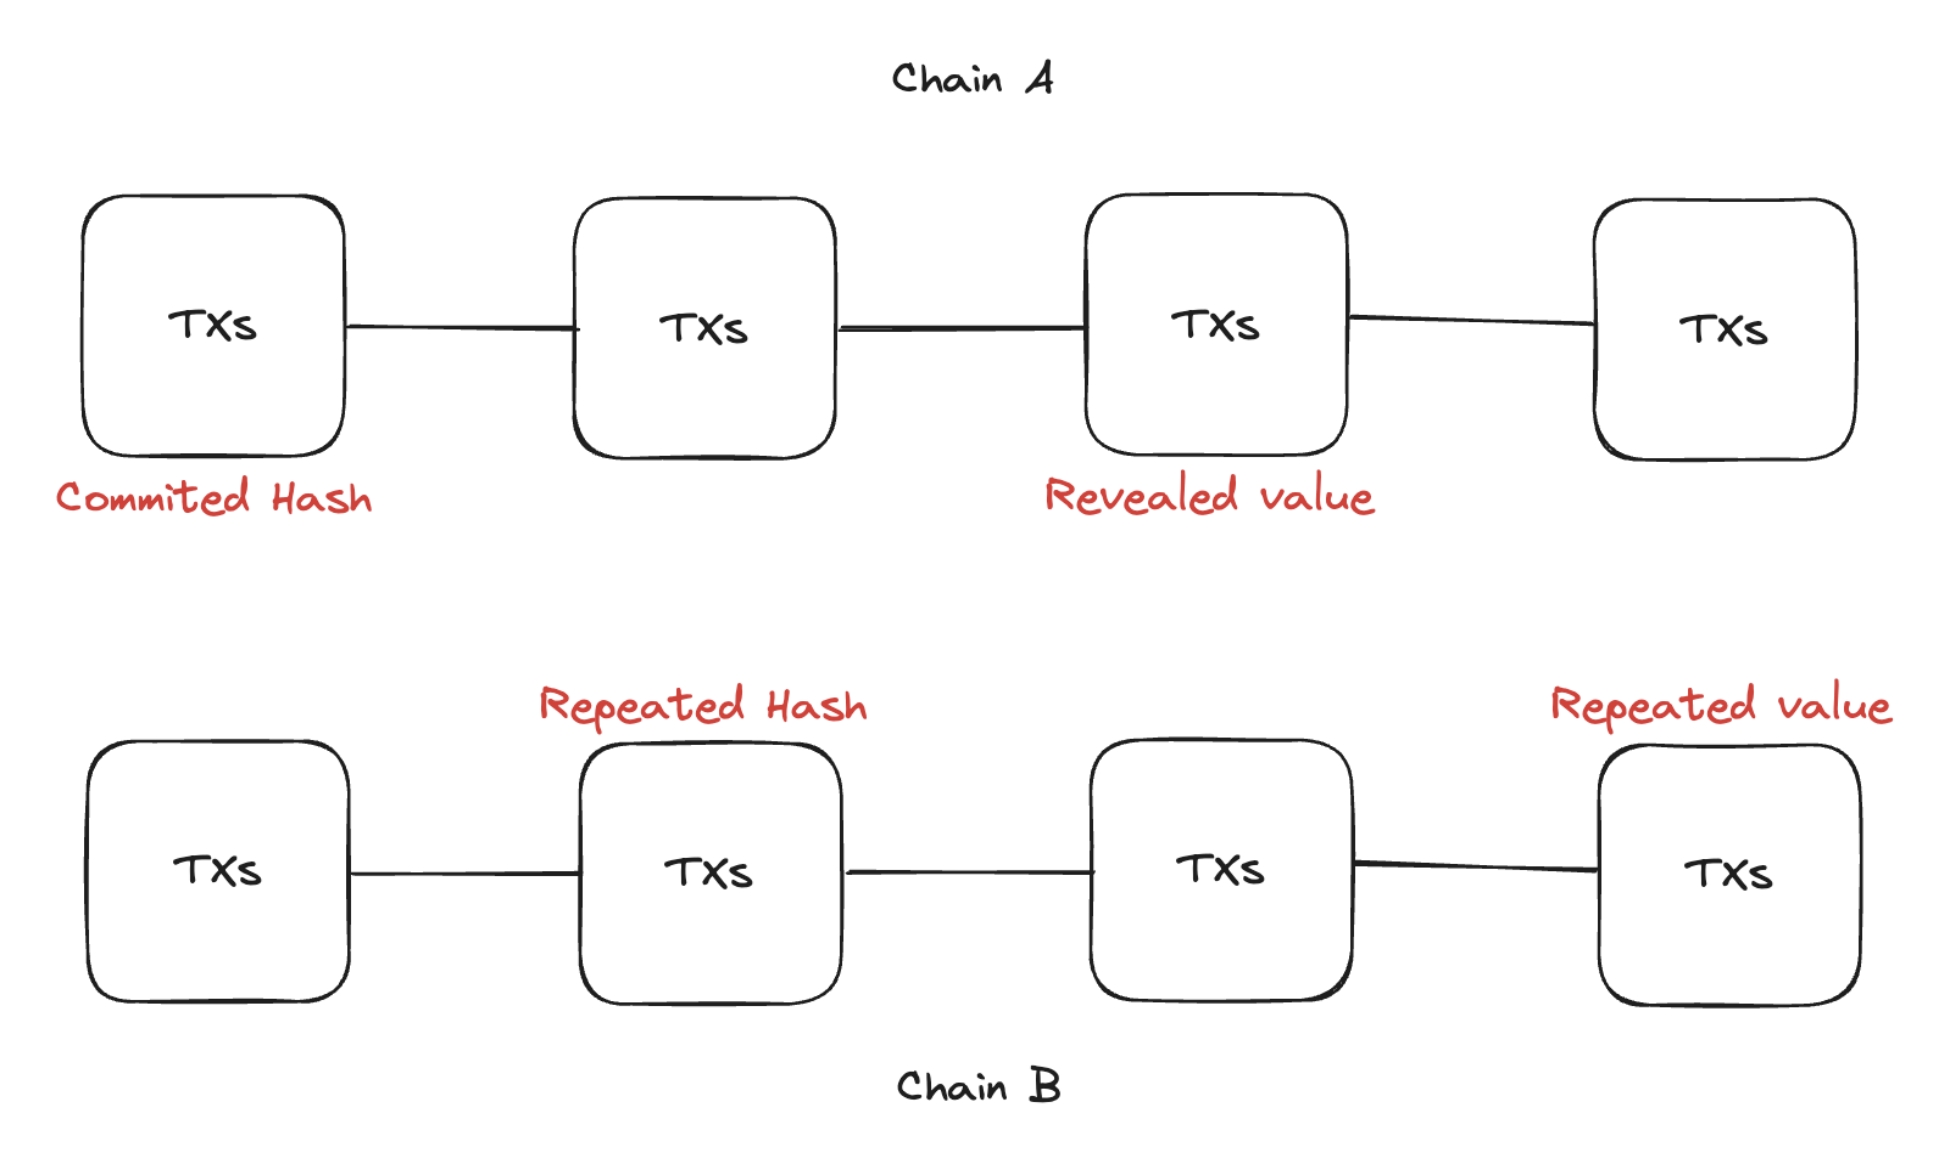 Chain A
TXs
TXs
TXs
TXs
Commited Hash
Revealed value
Repeated Hash
Repeated value
TXs
TXs
TXs
TXs
Chain B